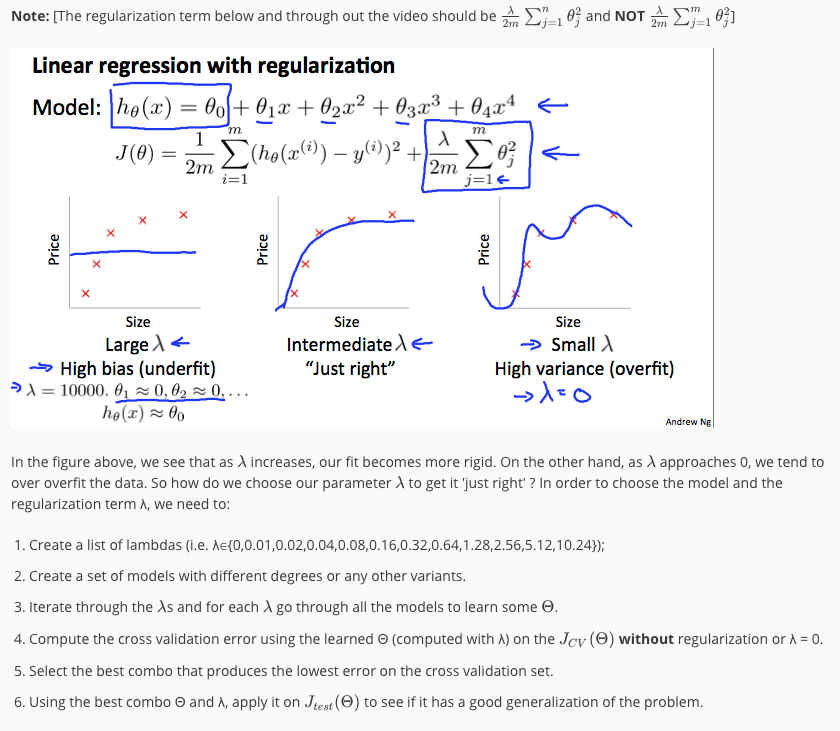 Note: [The regularization term below and through out the video should be $\frac{\lambda}{2m}\sum_{j=1}^{n}\theta_j^2$ and NOT $\frac{\lambda}{2m}\sum_{j=1}^{m}\theta_j^2$]
Linear regression with regularization
Model: $h_\theta(x) = \theta_0 + \theta_1 x + \theta_2 x^2 + \theta_3 x^3 + \theta_4 x^4$ ←
$J(\theta) = \frac{1}{2m}\sum_{i=1}^{m}(h_\theta(x^{(i)}) - y^{(i)})^2 + \frac{\lambda}{2m}\sum_{j=1}^{m}\theta_j^2$ ←
Price Price Price
Size Size Size
Large λ ← Intermediate λ ← → Small λ
→ High bias (underfit) "Just right" High variance (overfit)
→ $\lambda = 10000.\ \theta_1 \approx 0, \theta_2 \approx 0, \ldots$ → λ = 0
$h_\theta(x) \approx \theta_0$
Andrew Ng
In the figure above, we see that as λ increases, our fit becomes more rigid. On the other hand, as λ approaches 0, we tend to
over overfit the data. So how do we choose our parameter λ to get it 'just right' ? In order to choose the model and the
regularization term λ, we need to:
1. Create a list of lambdas (i.e. λ∈{0,0.01,0.02,0.04,0.08,0.16,0.32,0.64,1.28,2.56,5.12,10.24});
2. Create a set of models with different degrees or any other variants.
3. Iterate through the λs and for each λ go through all the models to learn some Θ.
4. Compute the cross validation error using the learned Θ (computed with λ) on the $J_{CV}(\Theta)$ without regularization or λ = 0.
5. Select the best combo that produces the lowest error on the cross validation set.
6. Using the best combo Θ and λ, apply it on $J_{test}(\Theta)$ to see if it has a good generalization of the problem.